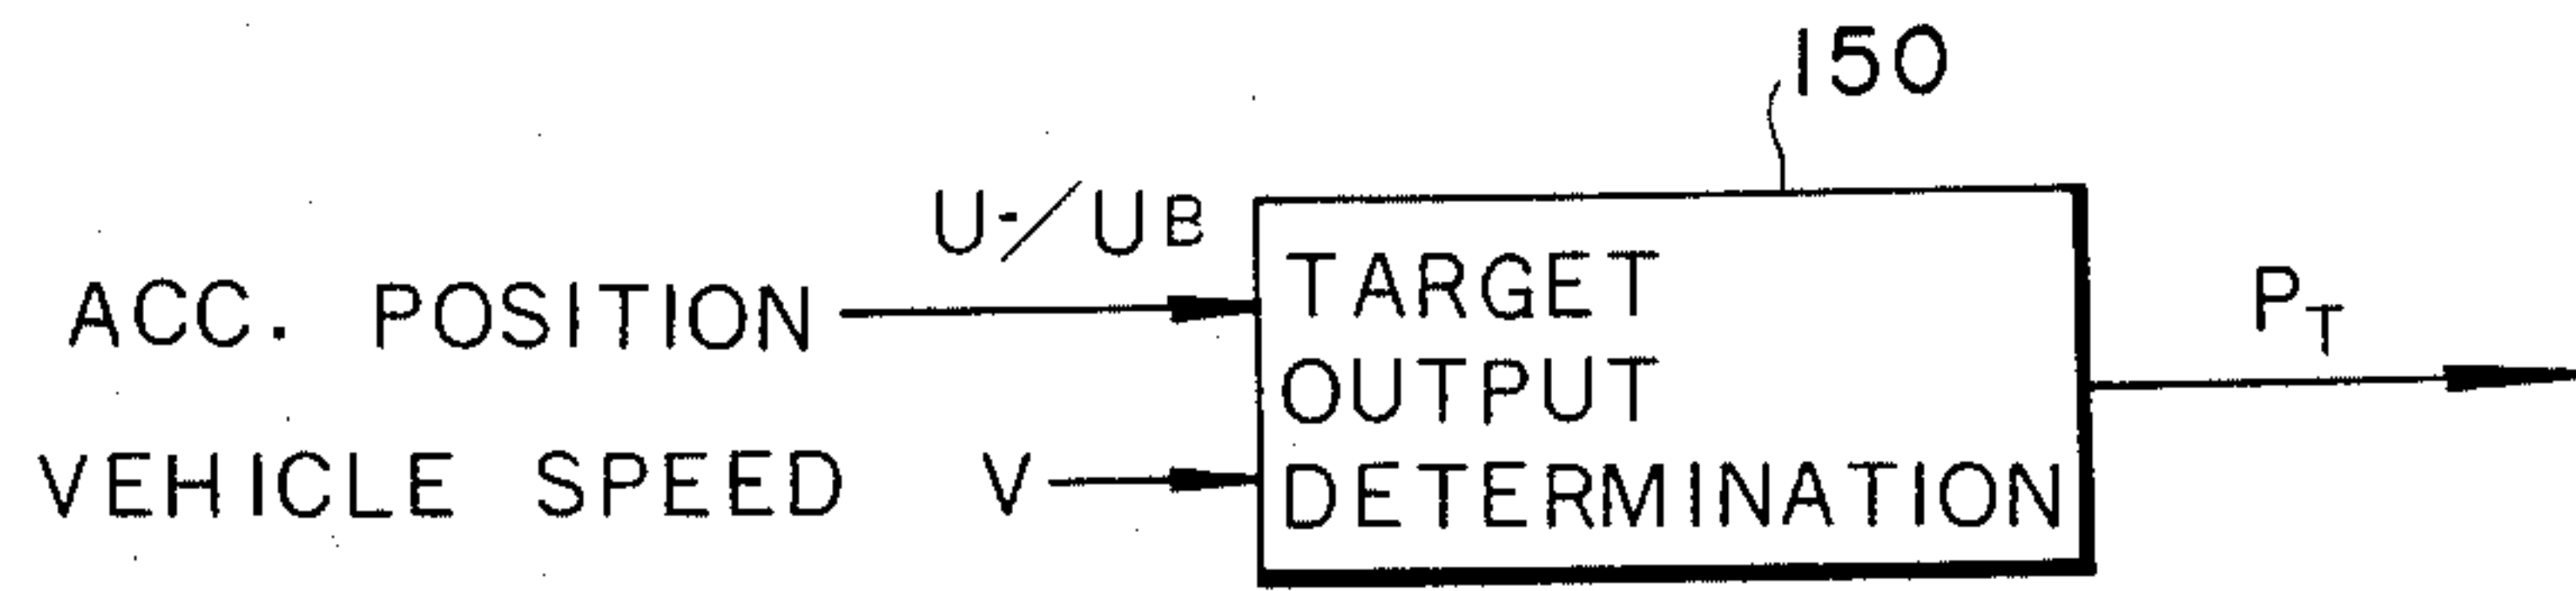 150
U-/UB
ACC. POSITION
TARGET
OUTPUT
DETERMINATION
PT
VEHICLE SPEED V